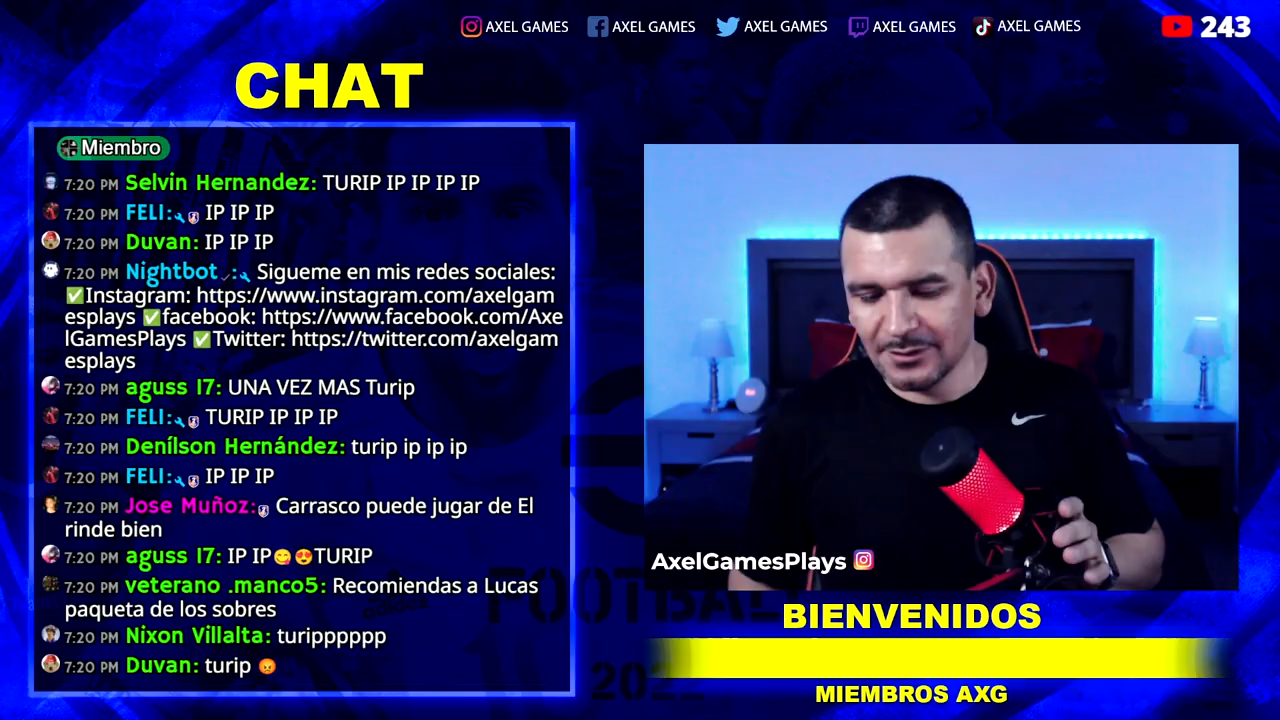 AXEL GAMES AXEL GAMES AXEL GAMES AXEL GAMES AXEL GAMES 243
CHAT
Miembro
7:20 PM Selvin Hernandez: TURIP IP IP IP IP
7:20 PM FELI: IP IP IP
7:20 PM Duvan: IP IP IP
7:20 PM Nightbot : Sigueme en mis redes sociales:
✅Instagram: https://www.instagram.com/axelgam
esplays ✅facebook: https://www.facebook.com/Axe
lGamesPlays ✅Twitter: https://twitter.com/axelgam
esplays
7:20 PM aguss 17: UNA VEZ MAS Turip
7:20 PM FELI: TURIP IP IP IP
7:20 PM Denílson Hernández: turip ip ip ip
7:20 PM FELI: IP IP IP
7:20 PM Jose Muñoz: Carrasco puede jugar de El
rinde bien
7:20 PM aguss 17: IP IP😋😍TURIP
7:20 PM veterano .manco5: Recomiendas a Lucas
paqueta de los sobres
7:20 PM Nixon Villalta: turipppppp
7:20 PM Duvan: turip 😡
AxelGamesPlays
BIENVENIDOS
MIEMBROS AXG
FOOTBALL
adidas